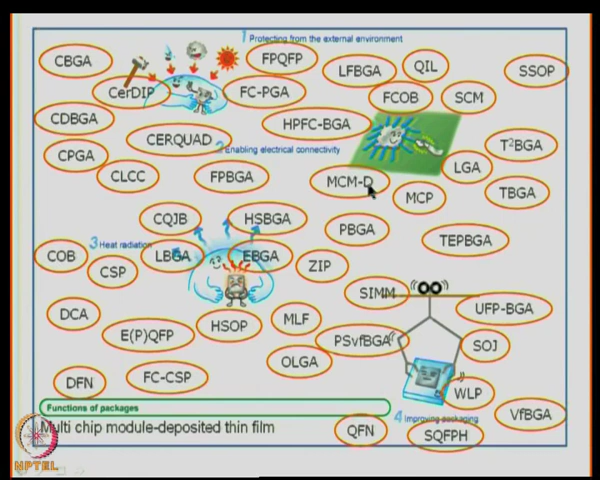 1 Protecting from the external environment
CBGA
FPQFP
LFBGA
QIL
SSOP
CerDIP
FC-PGA
FCOB
SCM
CDBGA
HPFC-BGA
CERQUAD
T²BGA
2 Enabling electrical connectivity
CPGA
CLCC
FPBGA
MCM-D
LGA
MCP
TBGA
CQJB
HSBGA
PBGA
TEPBGA
3 Heat radiation
COB
CSP
LBGA
EBGA
ZIP
SIMM
UFP-BGA
DCA
E(P)QFP
HSOP
MLF
PSvfBGA
SOJ
OLGA
DFN
FC-CSP
WLP
Functions of packages
4 Improving packaging
VfBGA
Multi chip module-deposited thin film
QFN
SQFPH
NPTEL